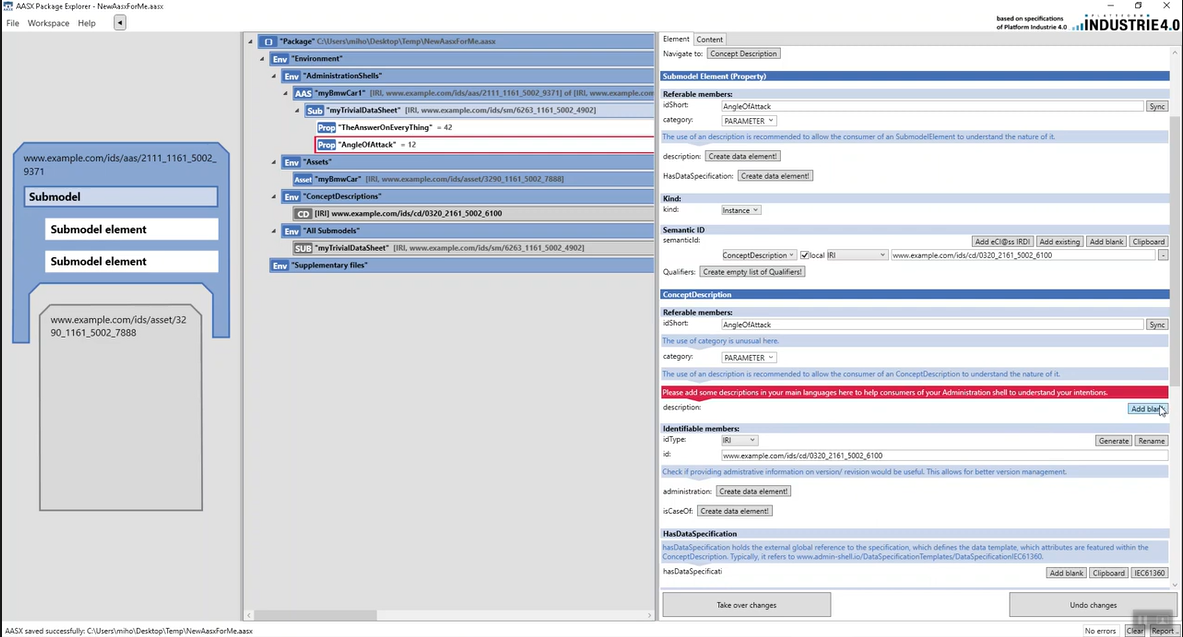 AASX Package Explorer - NewAasxForMe.aasx
File Workspace Help
based on specifications
of Platform Industrie 4.0
PLATTFORM
INDUSTRIE4.0
www.example.com/ids/aas/2111_1161_5002_
9371
Submodel
Submodel element
Submodel element
www.example.com/ids/asset/32
90_1161_5002_7888
"Package" C:\Users\miho\Desktop\Temp\NewAasxForMe.aasx
Env "Environment"
Env "AdministrationShells"
AAS "myBmwCar1" [IRI, www.example.com/ids/aas/2111_1161_5002_9371] of [IRI, www.example.com
Sub "myTrivialDataSheet" [IRI, www.example.com/ids/sm/6263_1161_5002_4902]
Prop "TheAnswerOnEveryThing" = 42
Prop "AngleOfAttack" = 12
Env "Assets"
Asset "myBmwCar" [IRI, www.example.com/ids/asset/3290_1161_5002_7888]
Env "ConceptDescriptions"
CD [IRI] www.example.com/ids/cd/0320_2161_5002_6100
Env "All Submodels"
SUB "myTrivialDataSheet" [IRI, www.example.com/ids/sm/6263_1161_5002_4902]
Env "Supplementary files"
Element Content
Navigate to: Concept Description
Submodel Element (Property)
Referable members:
idShort: AngleOfAttack Sync
category: PARAMETER
The use of an description is recommended to allow the consumer of an SubmodelElement to understand the nature of it.
description: Create data element!
HasDataSpecification: Create data element!
Kind:
kind: Instance
Semantic ID
semanticId: Add eCl@ss IRDI Add existing Add blank Clipboard
ConceptDescription local IRI www.example.com/ids/cd/0320_2161_5002_6100 -
Qualifiers: Create empty list of Qualifiers!
ConceptDescription
Referable members:
idShort: AngleOfAttack Sync
The use of category is unusual here.
category: PARAMETER
The use of an description is recommended to allow the consumer of an ConceptDescription to understand the nature of it.
Please add some descriptions in your main languages here to help consumers of your Administration shell to understand your intentions.
description: Add blank
Identifiable members:
idType: IRI Generate Rename
id: www.example.com/ids/cd/0320_2161_5002_6100
Check if providing admistrative information on version/ revision would be useful. This allows for better version management.
administration: Create data element!
isCaseOf: Create data element!
HasDataSpecification
hasDataSpecification holds the external global reference to the specification, which defines the data template, which attributes are featured within the
ConceptDescription. Typically, it refers to www.admin-shell.io/DataSpecificationTemplates/DataSpecificationIEC61360.
hasDataSpecificati Add blank Clipboard IEC61360
Take over changes Undo changes
AASX saved successfully: C:\Users\miho\Desktop\Temp\NewAasxForMe.aasx
No errors Clear Report..